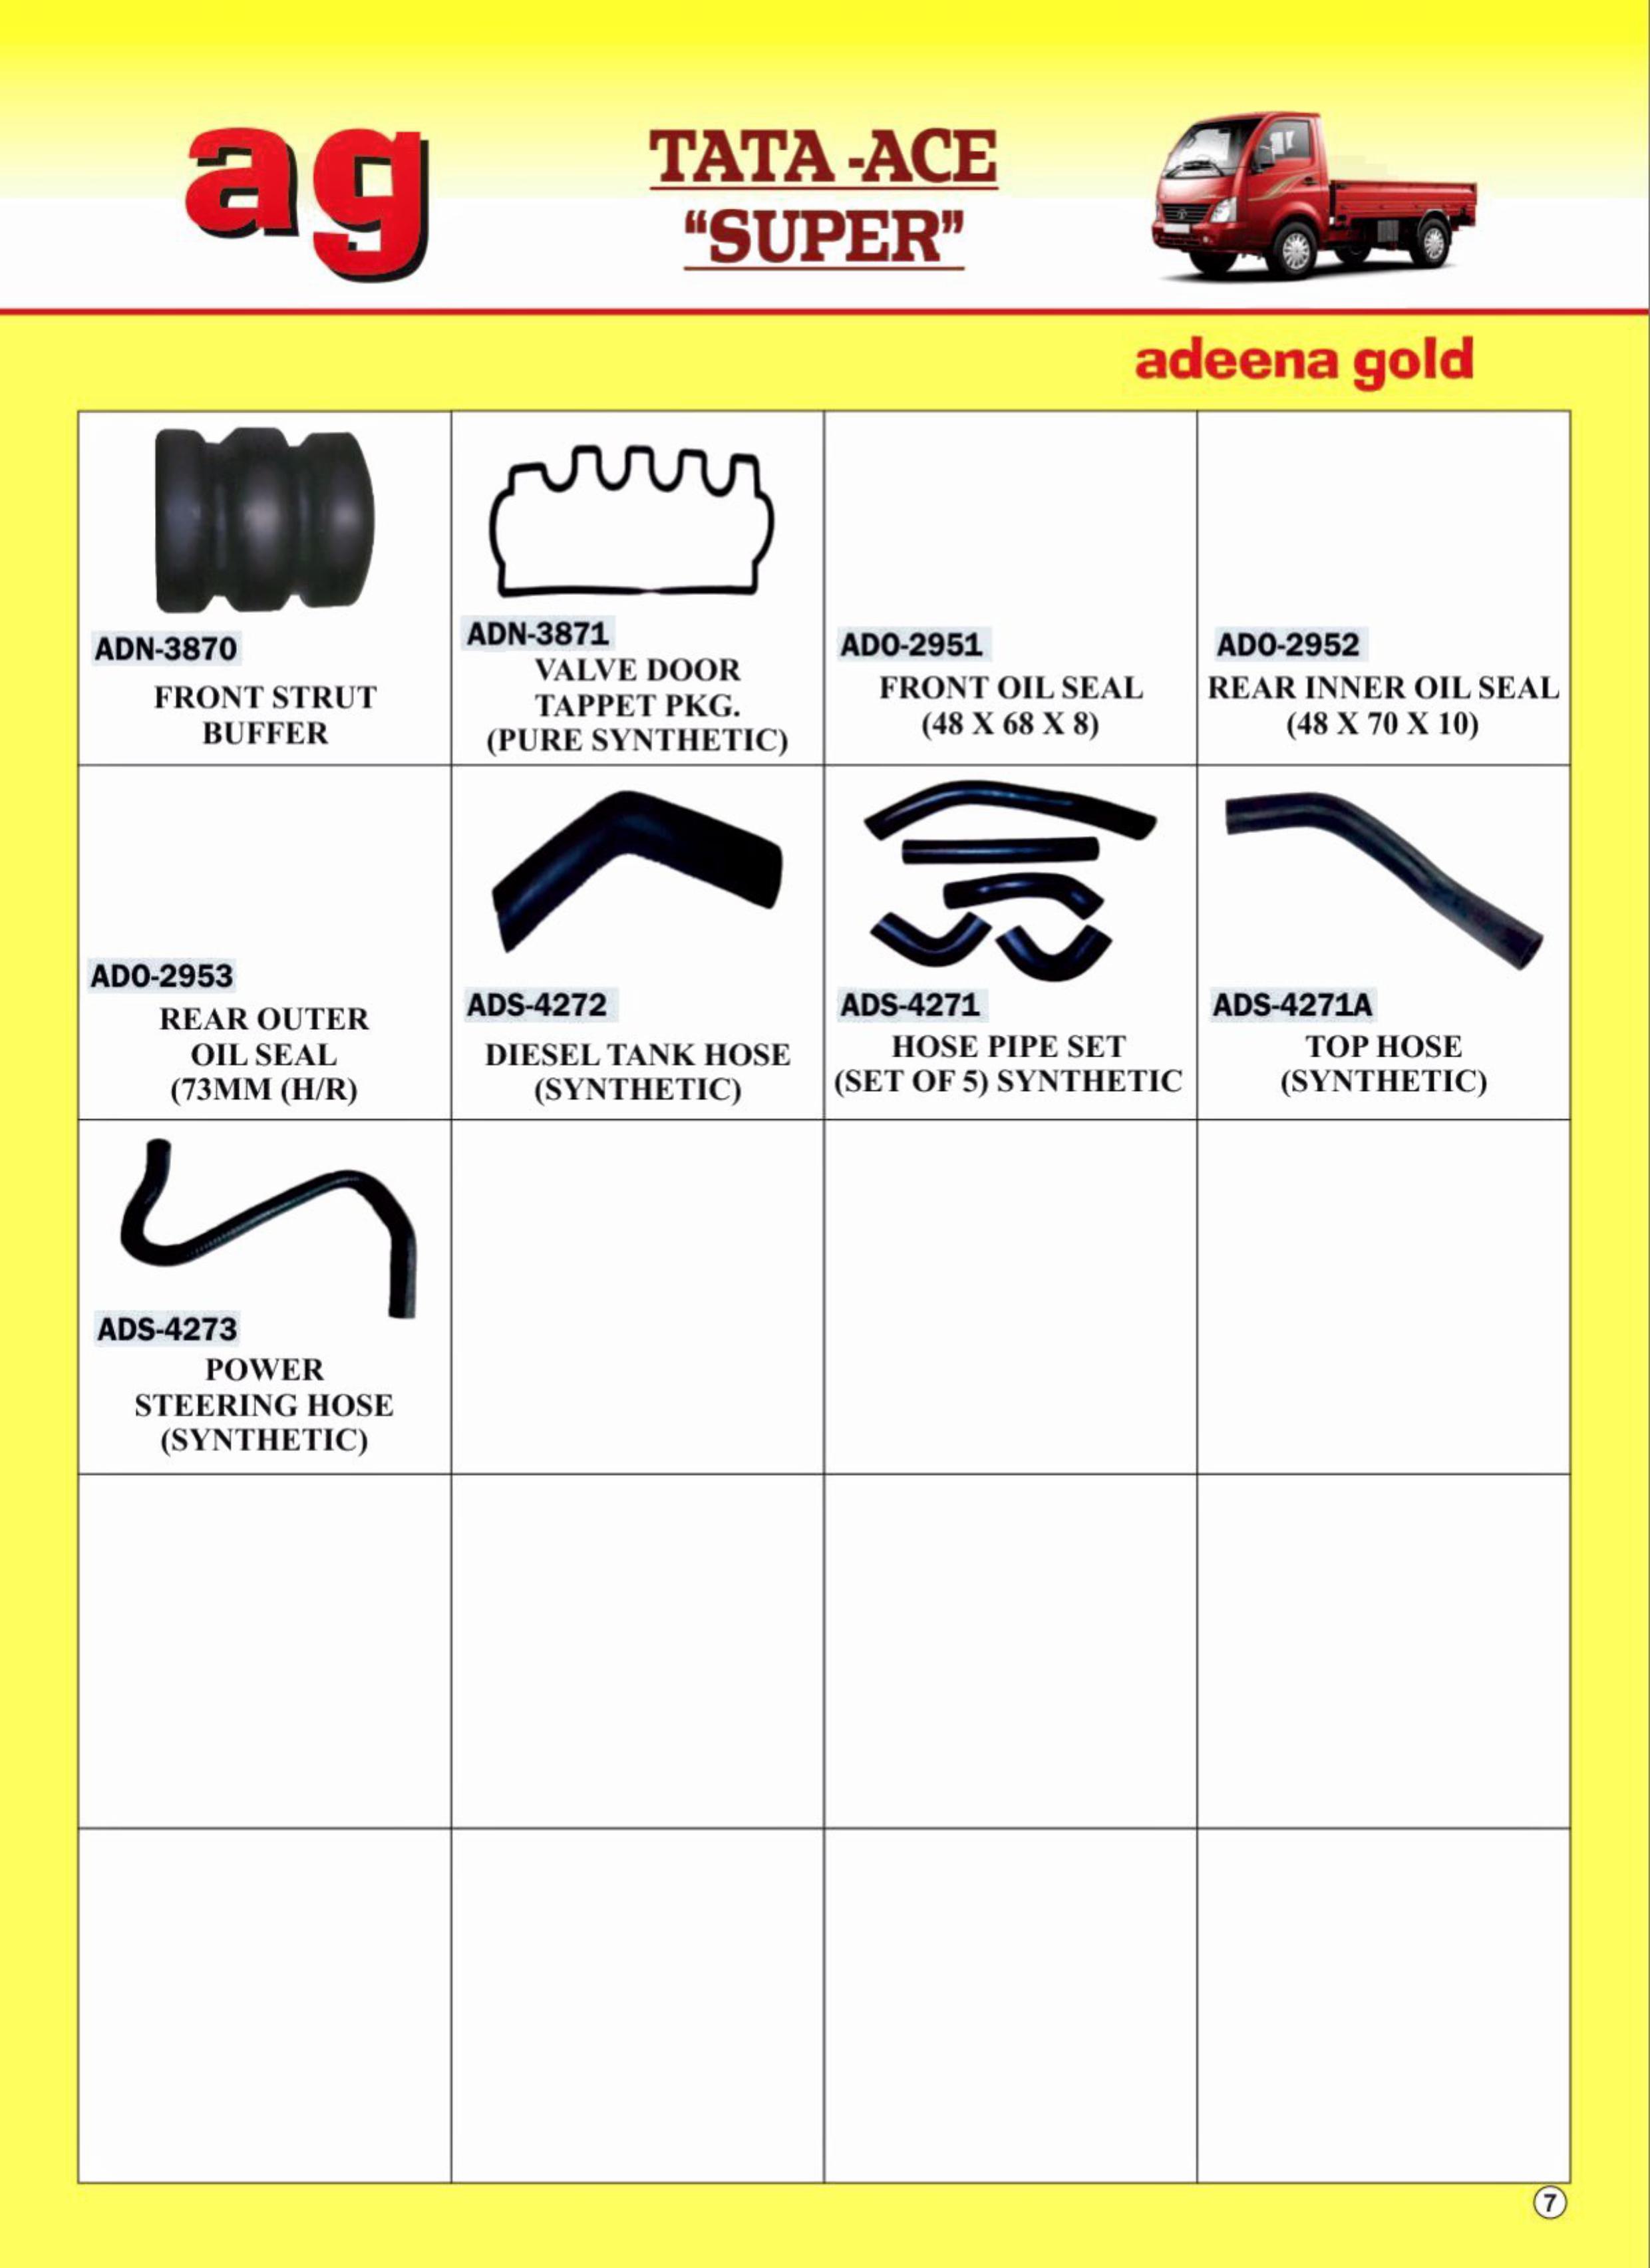 ag
TATA -ACE
“SUPER”
adeena gold
ADN-3870
FRONT STRUT
BUFFER
ADN-3871
VALVE DOOR
TAPPET PKG.
(PURE SYNTHETIC)
ADO-2951
FRONT OIL SEAL
(48 X 68 X 8)
ADO-2952
REAR INNER OIL SEAL
(48 X 70 X 10)
ADO-2953
REAR OUTER
OIL SEAL
(73MM (H/R)
ADS-4272
DIESEL TANK HOSE
(SYNTHETIC)
ADS-4271
HOSE PIPE SET
(SET OF 5) SYNTHETIC
ADS-4271A
TOP HOSE
(SYNTHETIC)
ADS-4273
POWER
STEERING HOSE
(SYNTHETIC)
7